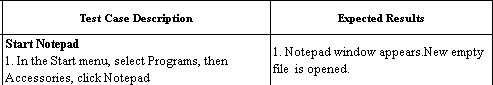 Test Case Description
Expected Results
Start Notepad
1. In the Start menu, select Programs, then
Accessories, click Notepad
1. Notepad window appears.New empty
file is opened.